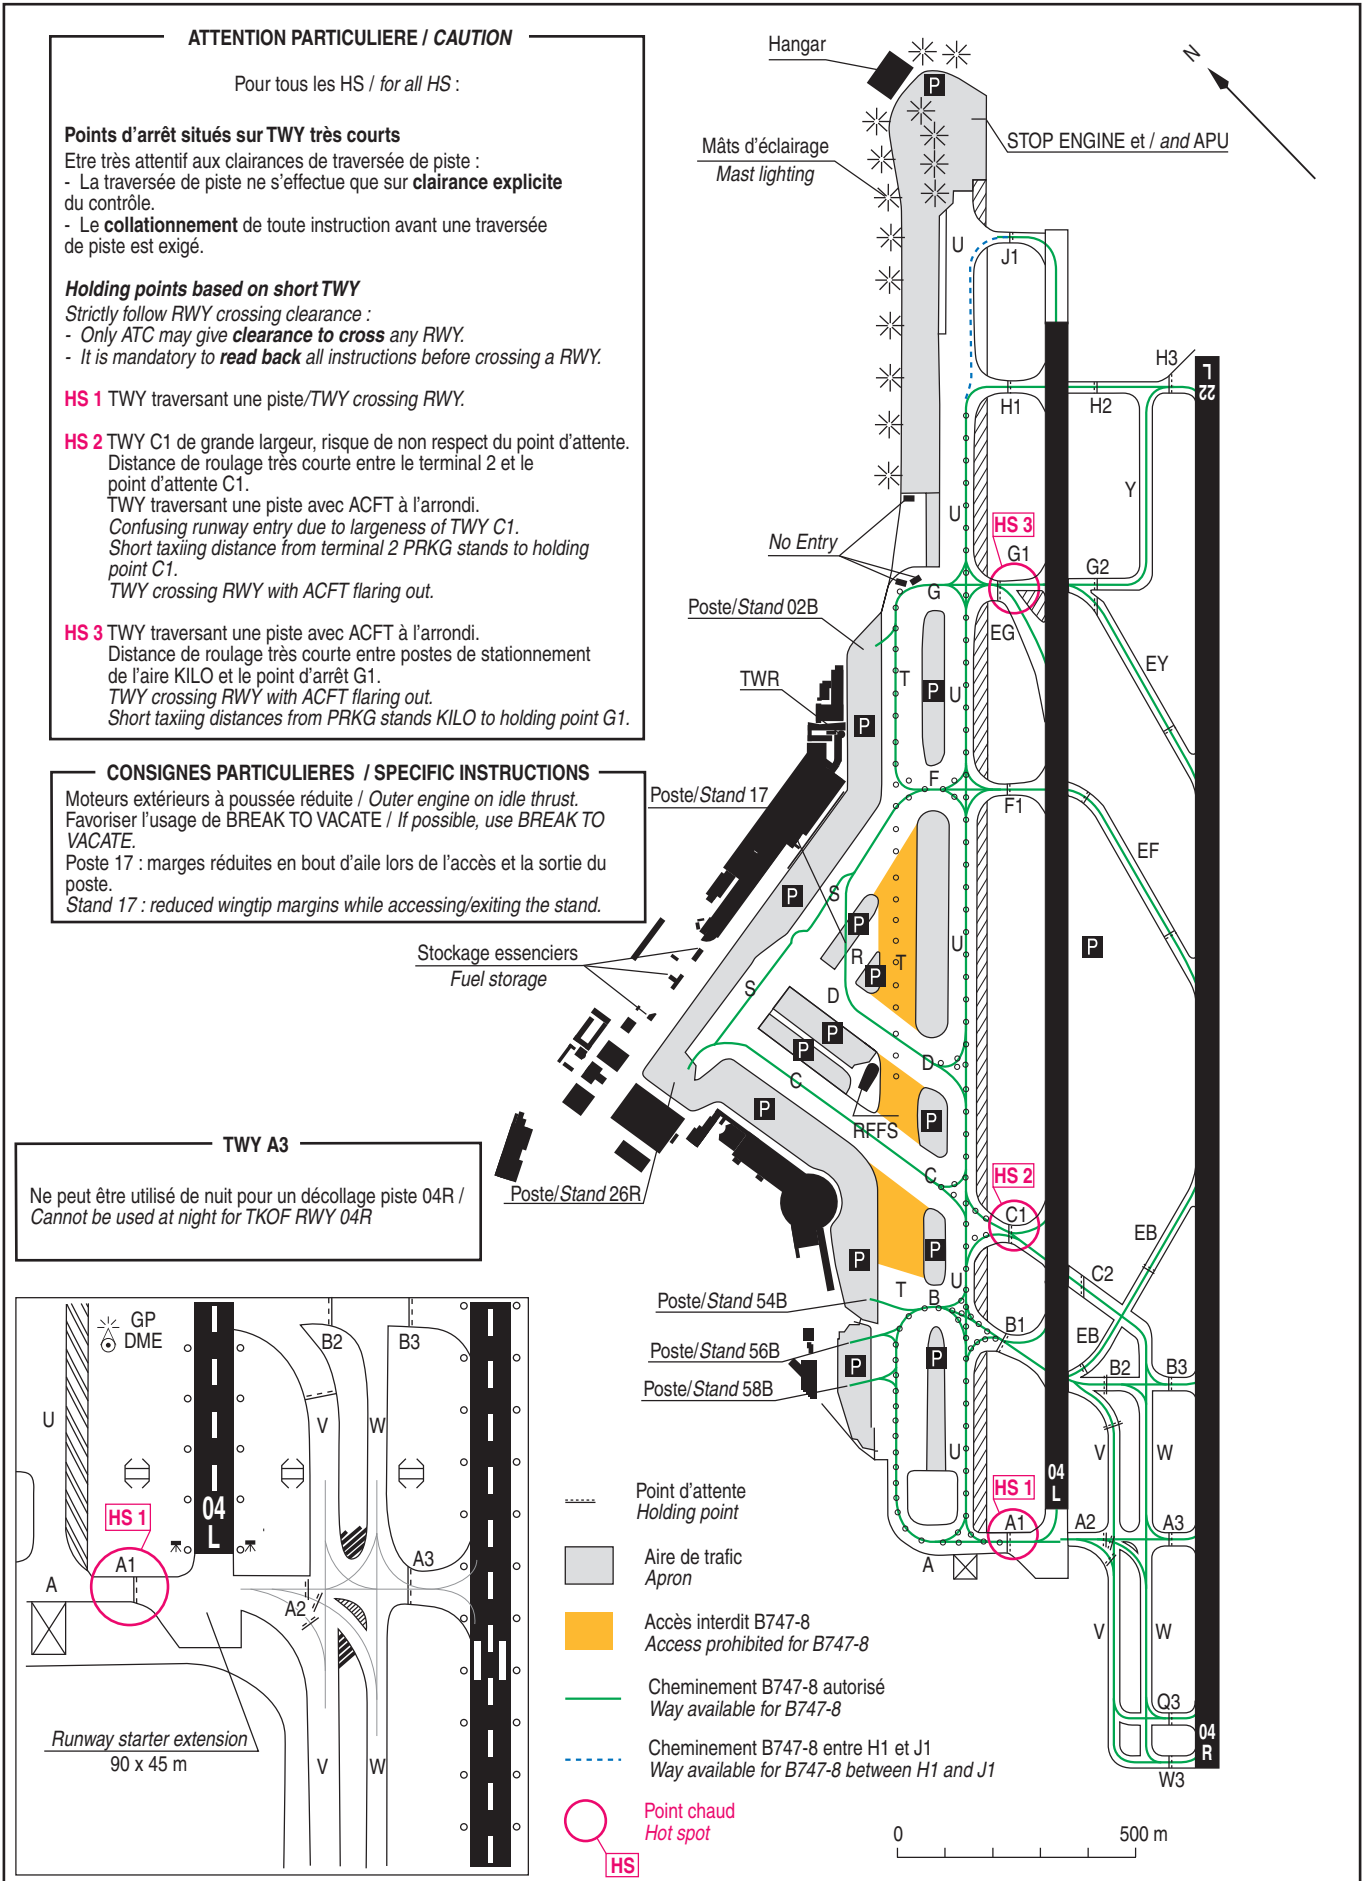 ATTENTION PARTICULIERE / CAUTION
Pour tous les HS / for all HS :
Points d'arrêt situés sur TWY très courts
Etre très attentif aux clairances de traversée de piste :
- La traversée de piste ne s'effectue que sur clairance explicite
du contrôle.
- Le collationnement de toute instruction avant une traversée
de piste est exigé.
Holding points based on short TWY
Strictly follow RWY crossing clearance :
- Only ATC may give clearance to cross any RWY.
- It is mandatory to read back all instructions before crossing a RWY.
HS 1 TWY traversant une piste/TWY crossing RWY.
HS 2 TWY C1 de grande largeur, risque de non respect du point d'attente.
Distance de roulage très courte entre le terminal 2 et le
point d'attente C1.
TWY traversant une piste avec ACFT à l'arrondi.
Confusing runway entry due to largeness of TWY C1.
Short taxiing distance from terminal 2 PRKG stands to holding
point C1.
TWY crossing RWY with ACFT flaring out.
HS 3 TWY traversant une piste avec ACFT à l'arrondi.
Distance de roulage très courte entre postes de stationnement
de l'aire KILO et le point d'arrêt G1.
TWY crossing RWY with ACFT flaring out.
Short taxiing distances from PRKG stands KILO to holding point G1.
CONSIGNES PARTICULIERES / SPECIFIC INSTRUCTIONS
Moteurs extérieurs à poussée réduite / Outer engine on idle thrust.
Favoriser l'usage de BREAK TO VACATE / If possible, use BREAK TO
VACATE.
Poste 17 : marges réduites en bout d'aile lors de l'accès et la sortie du
poste.
Stand 17 : reduced wingtip margins while accessing/exiting the stand.
TWY A3
Ne peut être utilisé de nuit pour un décollage piste 04R /
Cannot be used at night for TKOF RWY 04R
GP
DME
B2
B3
U
V
W
04
L
HS 1
A1
A
A2
A3
Runway starter extension
90 x 45 m
V
W
Hangar
P
N
STOP ENGINE et / and APU
Mâts d'éclairage
Mast lighting
U
J1
H3
22
L
H1
H2
Y
U
HS 3
No Entry
G1
G2
G
Poste/Stand 02B
EG
EY
TWR
T
P
U
P
F
F1
Poste/Stand 17
EF
P
S
P
U
P
Stockage essenciers
Fuel storage
R
T
P
S
D
P
P
D
C
P
P
RFFS
C
HS 2
Poste/Stand 26R
C1
EB
P
P
C2
T
U
B
Poste/Stand 54B
B1
EB
Poste/Stand 56B
P
P
B2
B3
Poste/Stand 58B
U
V
W
04
L
HS 1
A1
A2
A3
A
V
W
Q3
04
R
W3
Point d'attente
Holding point
Aire de trafic
Apron
Accès interdit B747-8
Access prohibited for B747-8
Cheminement B747-8 autorisé
Way available for B747-8
Cheminement B747-8 entre H1 et J1
Way available for B747-8 between H1 and J1
Point chaud
Hot spot
HS
0
500 m